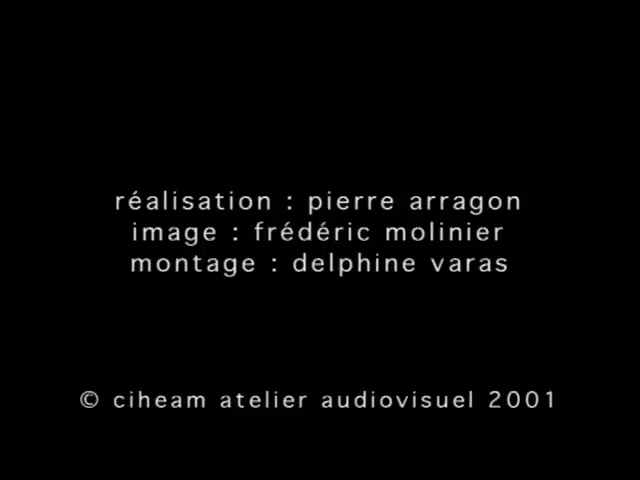 réalisation : pierre arragon
image : frédéric molinier
montage : delphine varas
© ciheam atelier audiovisuel 2001